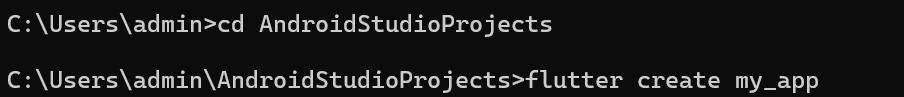 C:\Users\admin>cd AndroidStudioProjects
C:\Users\admin\AndroidStudioProjects>flutter create my_app